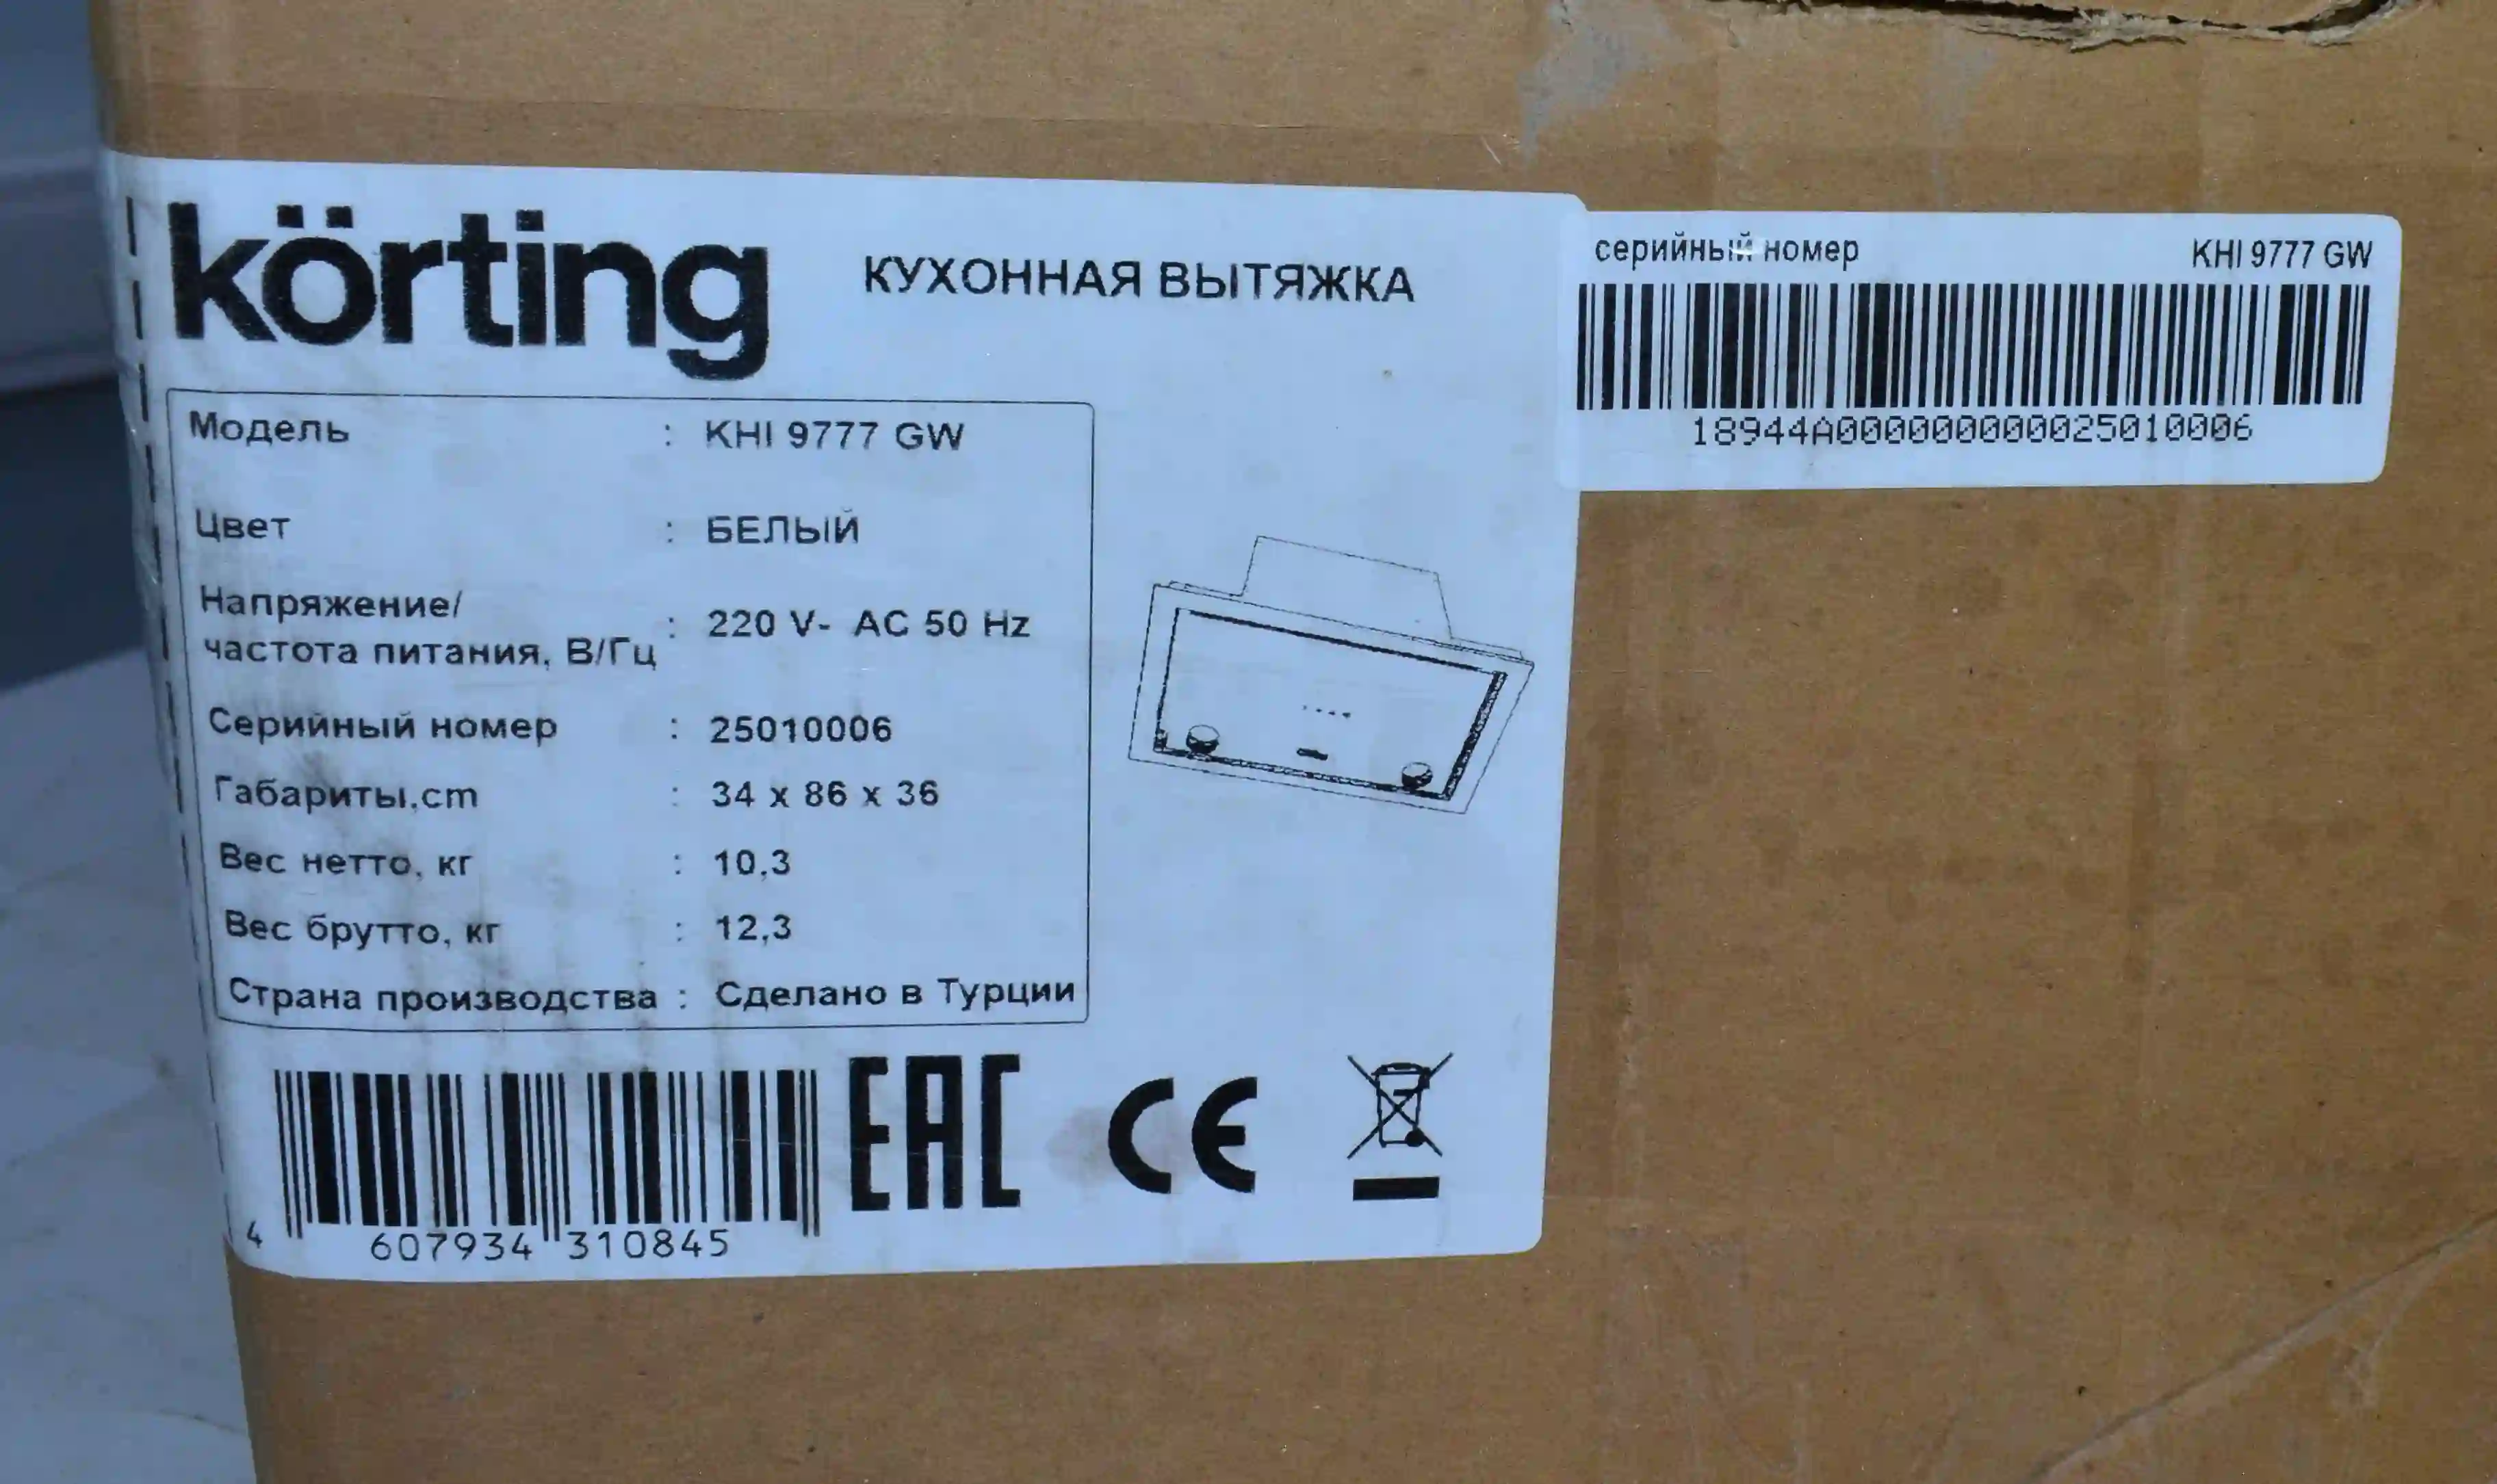 körting
КУХОННАЯ ВЫТЯЖКА
серийный номер KHI 9777 GW
18944A000000000025010006
Модель : KHI 9777 GW
Цвет : БЕЛЫЙ
Напряжение/
частота питания, В/Гц : 220 V- AC 50 Hz
Серийный номер : 25010006
Габариты,cm : 34 x 86 x 36
Вес нетто, кг : 10,3
Вес брутто, кг : 12,3
Страна производства : Сделано в Турции
4 607934 310845
EAC CE